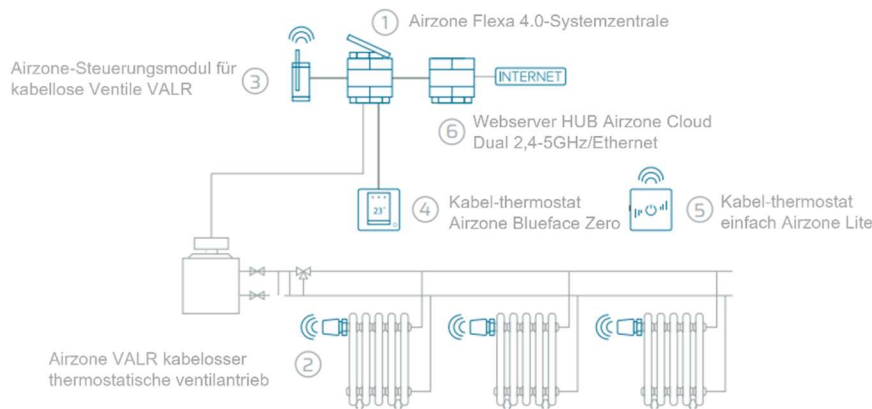 1 Airzone Flexa 4.0-Systemzentrale
Airzone-Steuerungsmodul für
kabellose Ventile VALR
3
INTERNET
6 Webserver HUB Airzone Cloud
Dual 2,4-5GHz/Ethernet
23°
4 Kabel-thermostat
Airzone Blueface Zero
5 Kabel-thermostat
einfach Airzone Lite
Airzone VALR kabelosser
thermostatische ventilantrieb
2